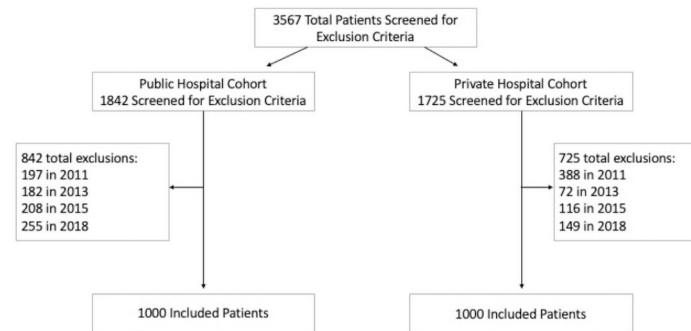 3567 Total Patients Screened for
Exclusion Criteria
Public Hospital Cohort
1842 Screened for Exclusion Criteria
Private Hospital Cohort
1725 Screened for Exclusion Criteria
842 total exclusions:
197 in 2011
182 in 2013
208 in 2015
255 in 2018
725 total exclusions:
388 in 2011
72 in 2013
116 in 2015
149 in 2018
1000 Included Patients
1000 Included Patients